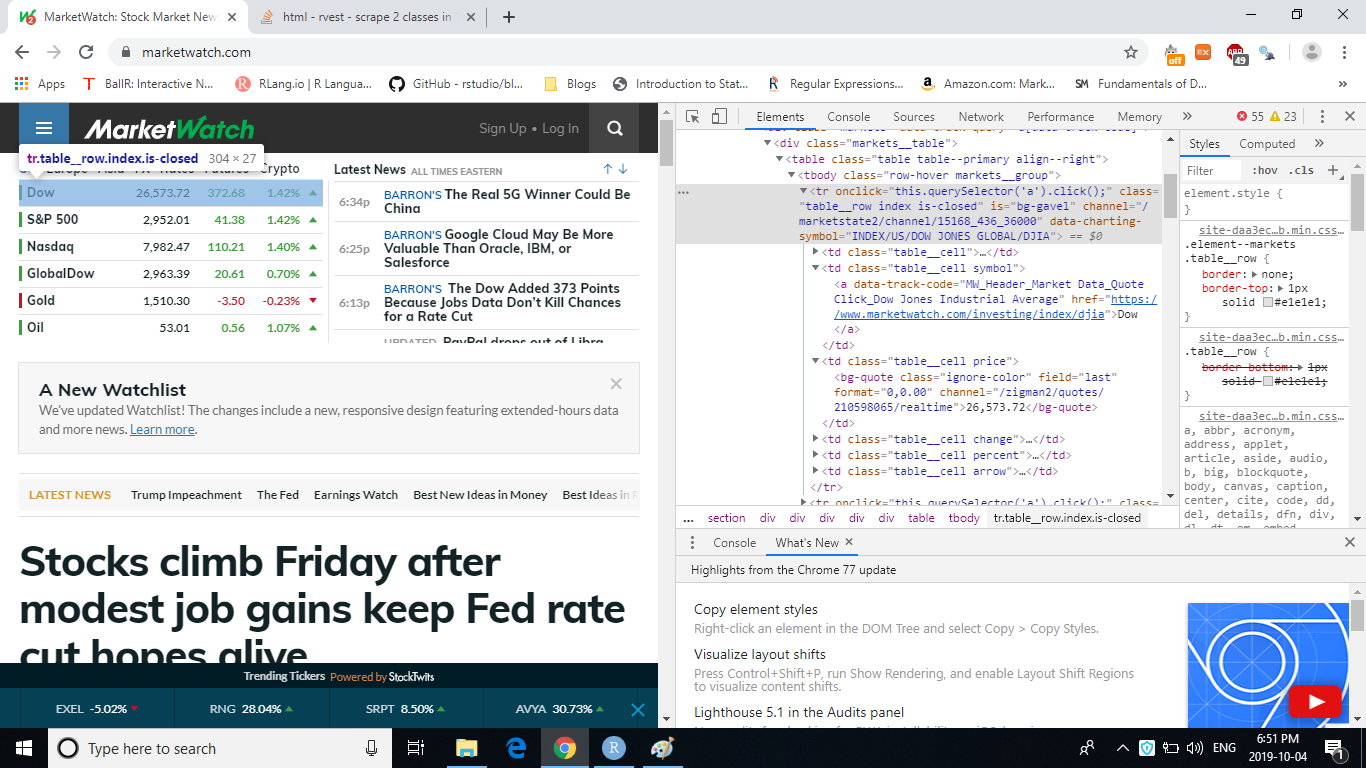 MarketWatch: Stock Market New
html - rvest - scrape 2 classes in
marketwatch.com
off
EX
ABP
49
Apps
BallR: Interactive N...
RLang.io | R Langua...
GitHub - rstudio/bl...
Blogs
Introduction to Stat...
Regular Expressions...
Amazon.com: Mark...
SM Fundamentals of D...
MarketWatch
Sign Up • Log In
tr.table__row.index.is-closed 304 × 27
Dow 26,573.72 372.68 1.42%
S&P 500 2,952.01 41.38 1.42%
Nasdaq 7,982.47 110.21 1.40%
GlobalDow 2,963.39 20.61 0.70%
Gold 1,510.30 -3.50 -0.23%
Oil 53.01 0.56 1.07%
Latest News ALL TIMES EASTERN
6:34p BARRON'S The Real 5G Winner Could Be
China
6:25p BARRON'S Google Cloud May Be More
Valuable Than Oracle, IBM, or
Salesforce
6:13p BARRON'S The Dow Added 373 Points
Because Jobs Data Don't Kill Chances
for a Rate Cut
UPDATED PayPal drops out of Libra
A New Watchlist
We've updated Watchlist! The changes include a new, responsive design featuring extended-hours data
and more news. Learn more.
LATEST NEWS Trump Impeachment The Fed Earnings Watch Best New Ideas in Money Best Ideas in
Stocks climb Friday after
modest job gains keep Fed rate
cut hopes alive
Trending Tickers Powered by StockTwits
EXEL -5.02% RNG 28.04% SRPT 8.50% AVYA 30.73%
Elements Console Sources Network Performance Memory » 55 23
<div class="markets__table">
<table class="table table--primary align--right">
<tbody class="row-hover markets__group">
... <tr onclick="this.querySelector('a').click();" class=
"table__row index is-closed" is="bg-gavel" channel="/
marketstate2/channel/15168_436_36000" data-charting-
symbol="INDEX/US/DOW JONES GLOBAL/DJIA"> == $0
<td class="table__cell">…</td>
<td class="table__cell symbol">
<a data-track-code="MW_Header_Market Data_Quote
Click_Dow Jones Industrial Average" href="https:/
/www.marketwatch.com/investing/index/djia">Dow
</a>
</td>
<td class="table__cell price">
<bg-quote class="ignore-color" field="last"
format="0,0.00" channel="/zigman2/quotes/
210598065/realtime">26,573.72</bg-quote>
</td>
<td class="table__cell change">…</td>
<td class="table__cell percent">…</td>
<td class="table__cell arrow">…</td>
</tr>
<tr onclick="this.querySelector('a').click();" class=
... section div div div div div table tbody tr.table__row.index.is-closed
Styles Computed »
Filter :hov .cls +
element.style {
}
site-daa3ec…b.min.css…
.element--markets
.table__row {
border: none;
border-top: 1px
solid #e1e1e1;
}
site-daa3ec…b.min.css…
.table__row {
border-bottom: 1px
solid #e1e1e1;
}
site-daa3ec…b.min.css…
a, abbr, acronym,
address, applet,
article, aside, audio,
b, big, blockquote,
body, canvas, caption,
center, cite, code, dd,
del, details, dfn, div,
dl, dt, em, embed,
Console What's New
Highlights from the Chrome 77 update
Copy element styles
Right-click an element in the DOM Tree and select Copy > Copy Styles.
Visualize layout shifts
Press Control+Shift+P, run Show Rendering, and enable Layout Shift Regions
to visualize content shifts.
Lighthouse 5.1 in the Audits panel
Type here to search
ENG
6:51 PM
2019-10-04
1